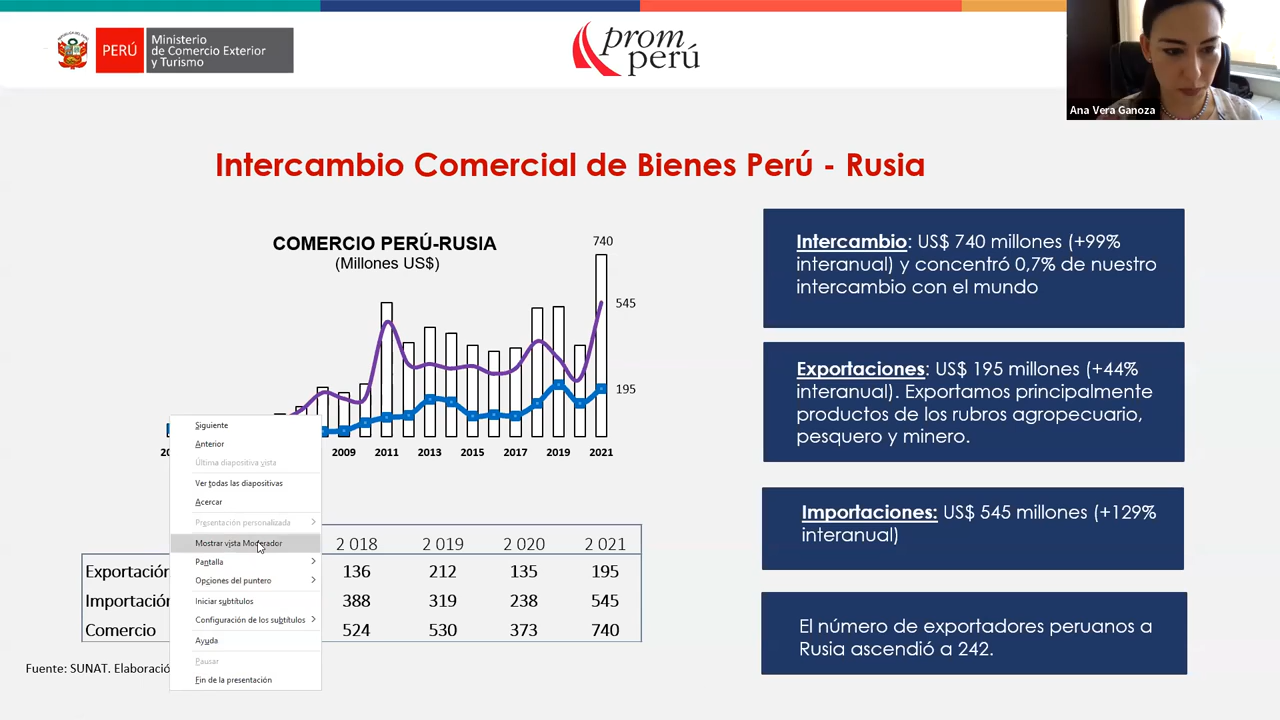 PERÚ
Ministerio
de Comercio Exterior
y Turismo
prom
perú
Ana Vera Ganoza
Intercambio Comercial de Bienes Perú - Rusia
COMERCIO PERÚ-RUSIA
(Millones US$)
740
545
195
2009 2011 2013 2015 2017 2019 2021
Siguiente
Anterior
Última diapositiva vista
Ver todas las diapositivas
Acercar
Presentación personalizada
Mostrar vista Moderador
Pantalla
Opciones del puntero
Iniciar subtítulos
Configuración de los subtítulos
Ayuda
Pausar
Fin de la presentación
2 018 2 019 2 020 2 021
Exportación 136 212 135 195
Importación 388 319 238 545
Comercio 524 530 373 740
Fuente: SUNAT. Elaboració
Intercambio: US$ 740 millones (+99%
interanual) y concentró 0,7% de nuestro
intercambio con el mundo
Exportaciones: US$ 195 millones (+44%
interanual). Exportamos principalmente
productos de los rubros agropecuario,
pesquero y minero.
Importaciones: US$ 545 millones (+129%
interanual)
El número de exportadores peruanos a
Rusia ascendió a 242.